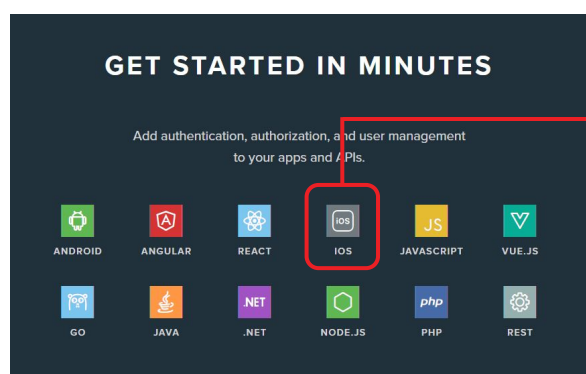 GET STARTED IN MINUTES
Add authentication, authorization, and user management
to your apps and APIs.
A iOS JS
ANDROID ANGULAR REACT IOS JAVASCRIPT VUE.JS
.NET php
GO JAVA .NET NODE.JS PHP REST